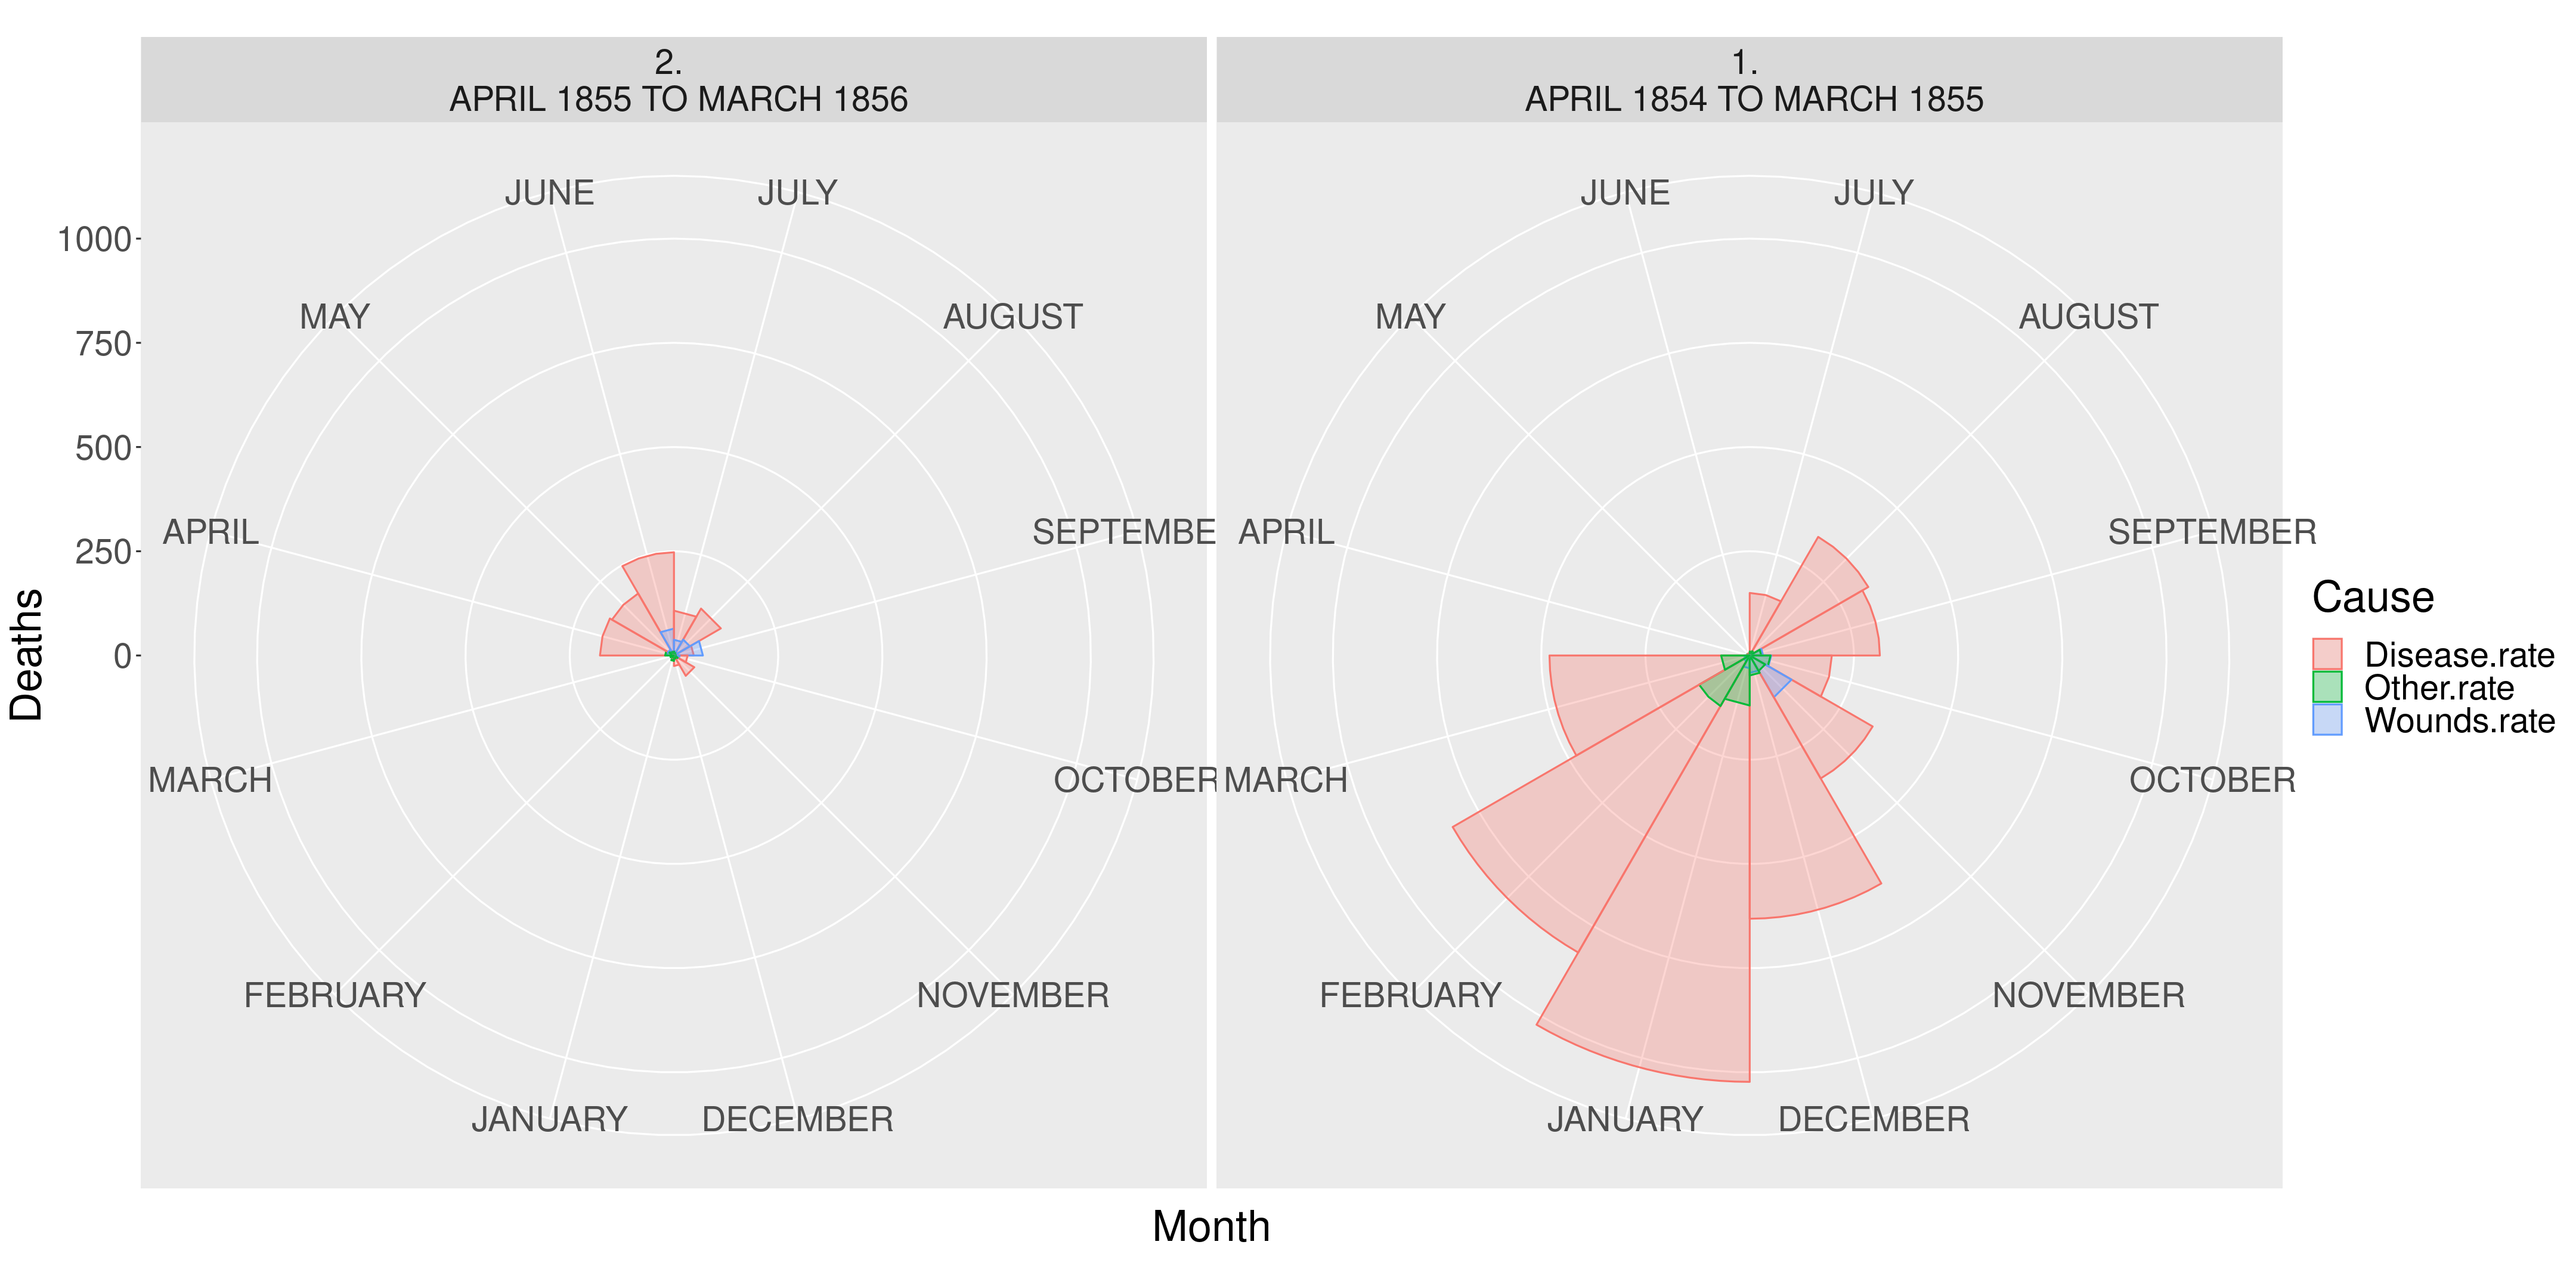 2.
APRIL 1855 TO MARCH 1856
1.
APRIL 1854 TO MARCH 1855
JUNE
JULY
MAY
AUGUST
APRIL
SEPTEMBE
MARCH
OCTOBER
FEBRUARY
NOVEMBER
JANUARY
DECEMBER
JUNE
JULY
MAY
AUGUST
APRIL
SEPTEMBER
MARCH
OCTOBER
FEBRUARY
NOVEMBER
JANUARY
DECEMBER
1000
750
500
250
0
Deaths
Month
Cause
Disease.rate
Other.rate
Wounds.rate